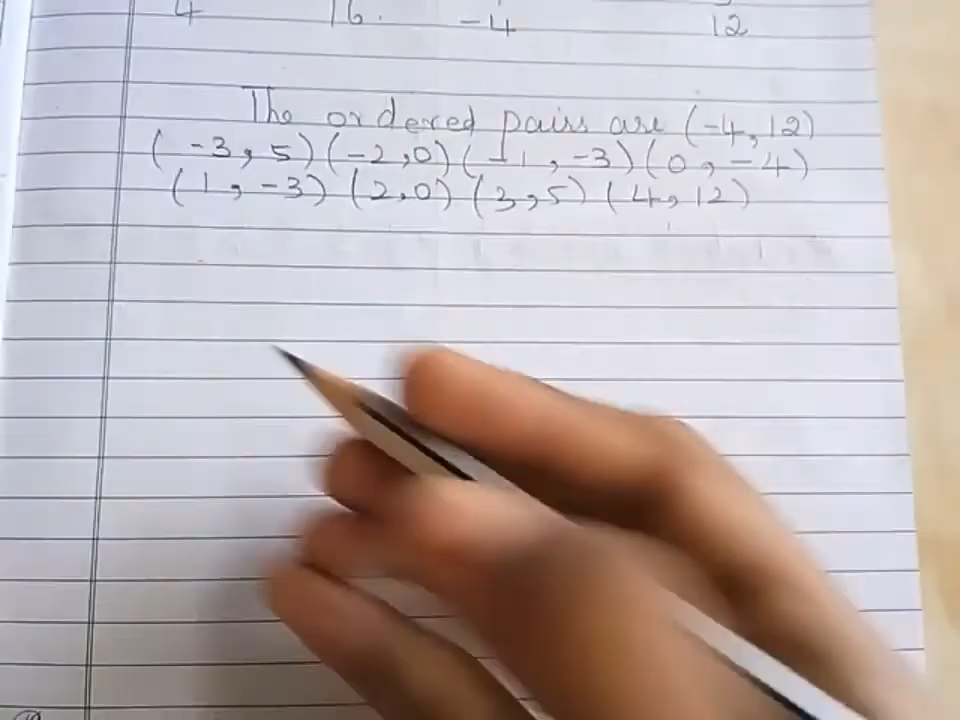 4 16. -4 12
The ordered pairs are (-4, 12)
(-3, 5) (-2, 0) (-1, -3) (0, -4)
(1, -3) (2, 0) (3, 5) (4, 12)